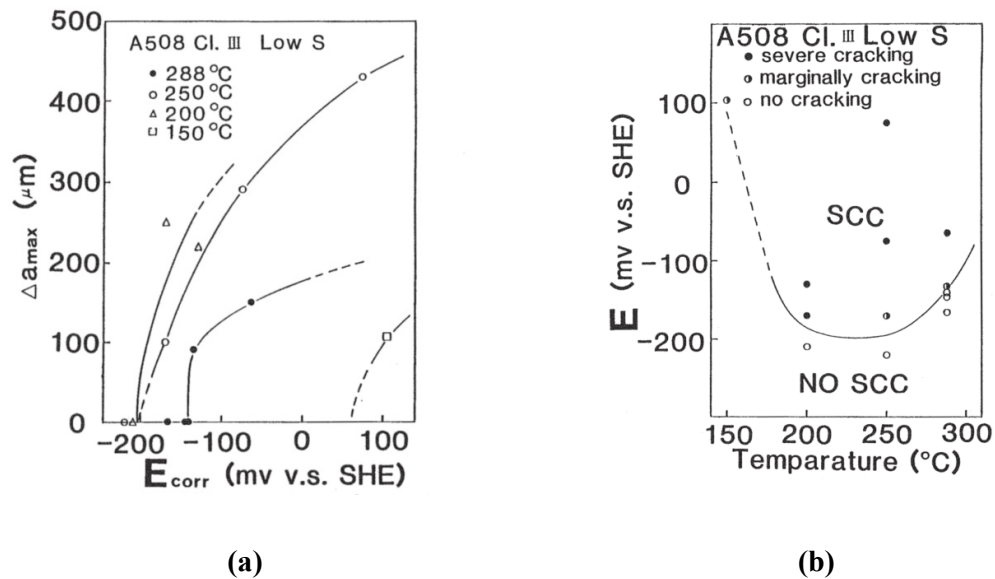 500
400
300
200
100
0
A508 Cl. Ⅲ Low S
288 °C
250 °C
200 °C
150 °C
Δamax (μm)
-200 -100 0 100
Ecorr (mv v.s. SHE)
(a)
A508 Cl. Ⅲ Low S
severe cracking
marginally cracking
no cracking
100
0
-100
-200
E (mv v.s. SHE)
SCC
NO SCC
150 200 250 300
Temparature (°C)
(b)